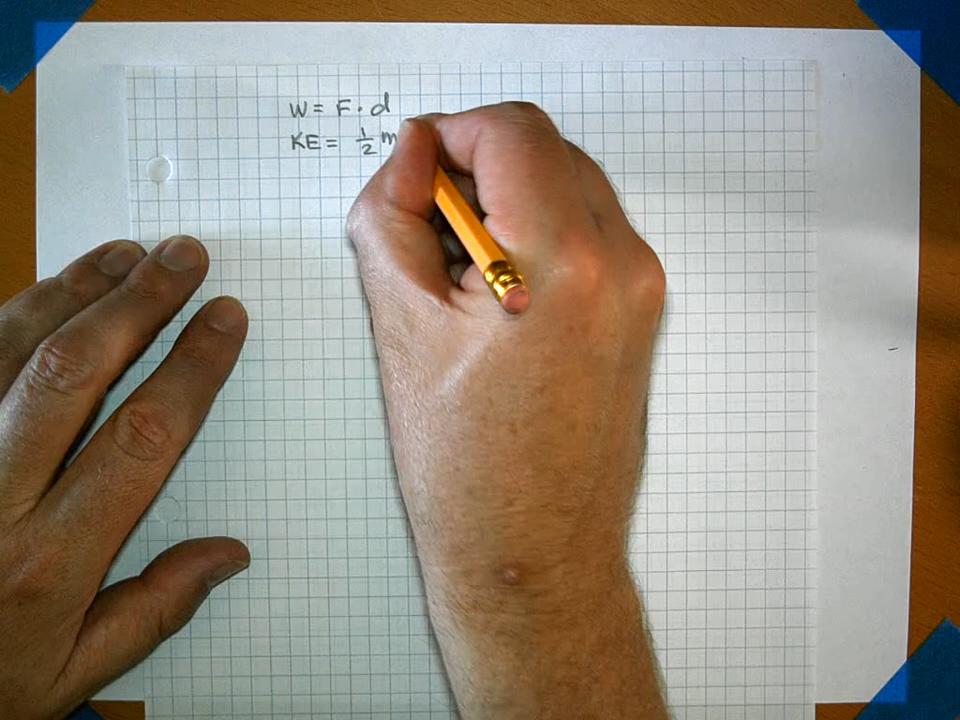 W = F · d
KE = 1/2 m